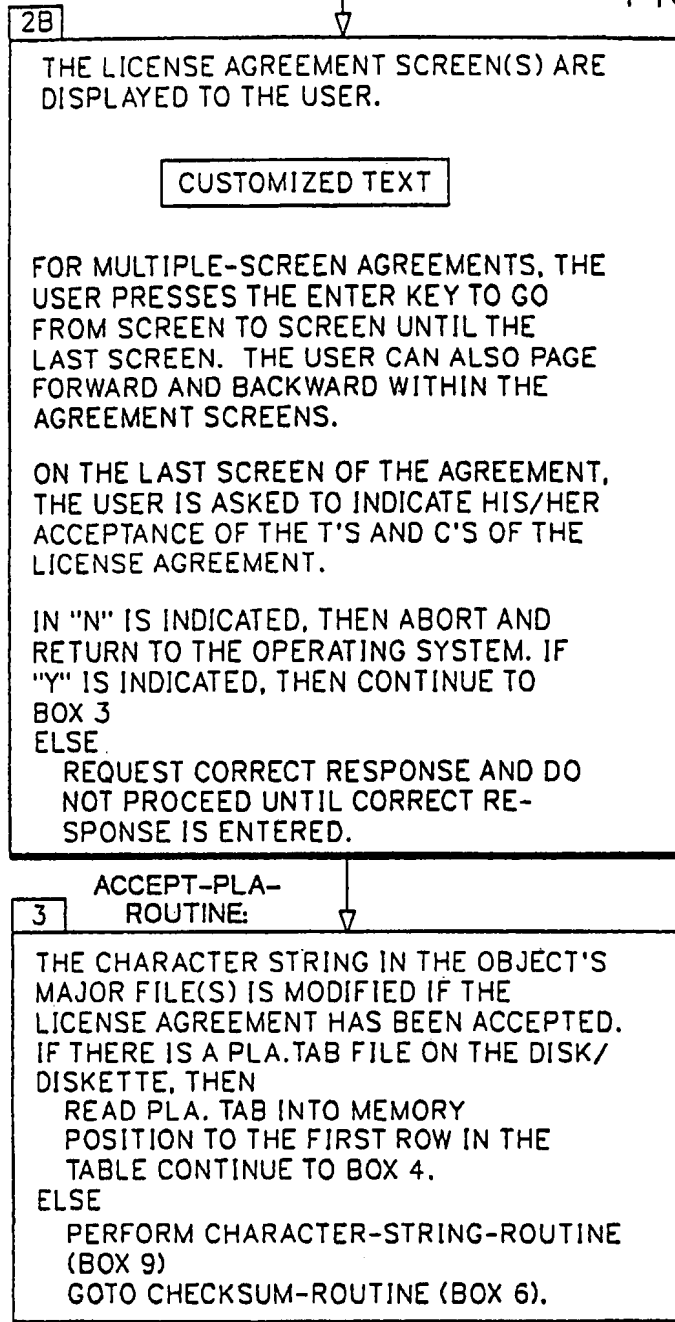 2B
THE LICENSE AGREEMENT SCREEN(S) ARE
DISPLAYED TO THE USER.
CUSTOMIZED TEXT
FOR MULTIPLE-SCREEN AGREEMENTS, THE
USER PRESSES THE ENTER KEY TO GO
FROM SCREEN TO SCREEN UNTIL THE
LAST SCREEN. THE USER CAN ALSO PAGE
FORWARD AND BACKWARD WITHIN THE
AGREEMENT SCREENS.
ON THE LAST SCREEN OF THE AGREEMENT,
THE USER IS ASKED TO INDICATE HIS/HER
ACCEPTANCE OF THE T'S AND C'S OF THE
LICENSE AGREEMENT.
IN "N" IS INDICATED, THEN ABORT AND
RETURN TO THE OPERATING SYSTEM. IF
"Y" IS INDICATED, THEN CONTINUE TO
BOX 3
ELSE
REQUEST CORRECT RESPONSE AND DO
NOT PROCEED UNTIL CORRECT RE-
SPONSE IS ENTERED.
ACCEPT-PLA-
3 ROUTINE:
THE CHARACTER STRING IN THE OBJECT'S
MAJOR FILE(S) IS MODIFIED IF THE
LICENSE AGREEMENT HAS BEEN ACCEPTED.
IF THERE IS A PLA.TAB FILE ON THE DISK/
DISKETTE, THEN
READ PLA. TAB INTO MEMORY
POSITION TO THE FIRST ROW IN THE
TABLE CONTINUE TO BOX 4.
ELSE
PERFORM CHARACTER-STRING-ROUTINE
(BOX 9)
GOTO CHECKSUM-ROUTINE (BOX 6).